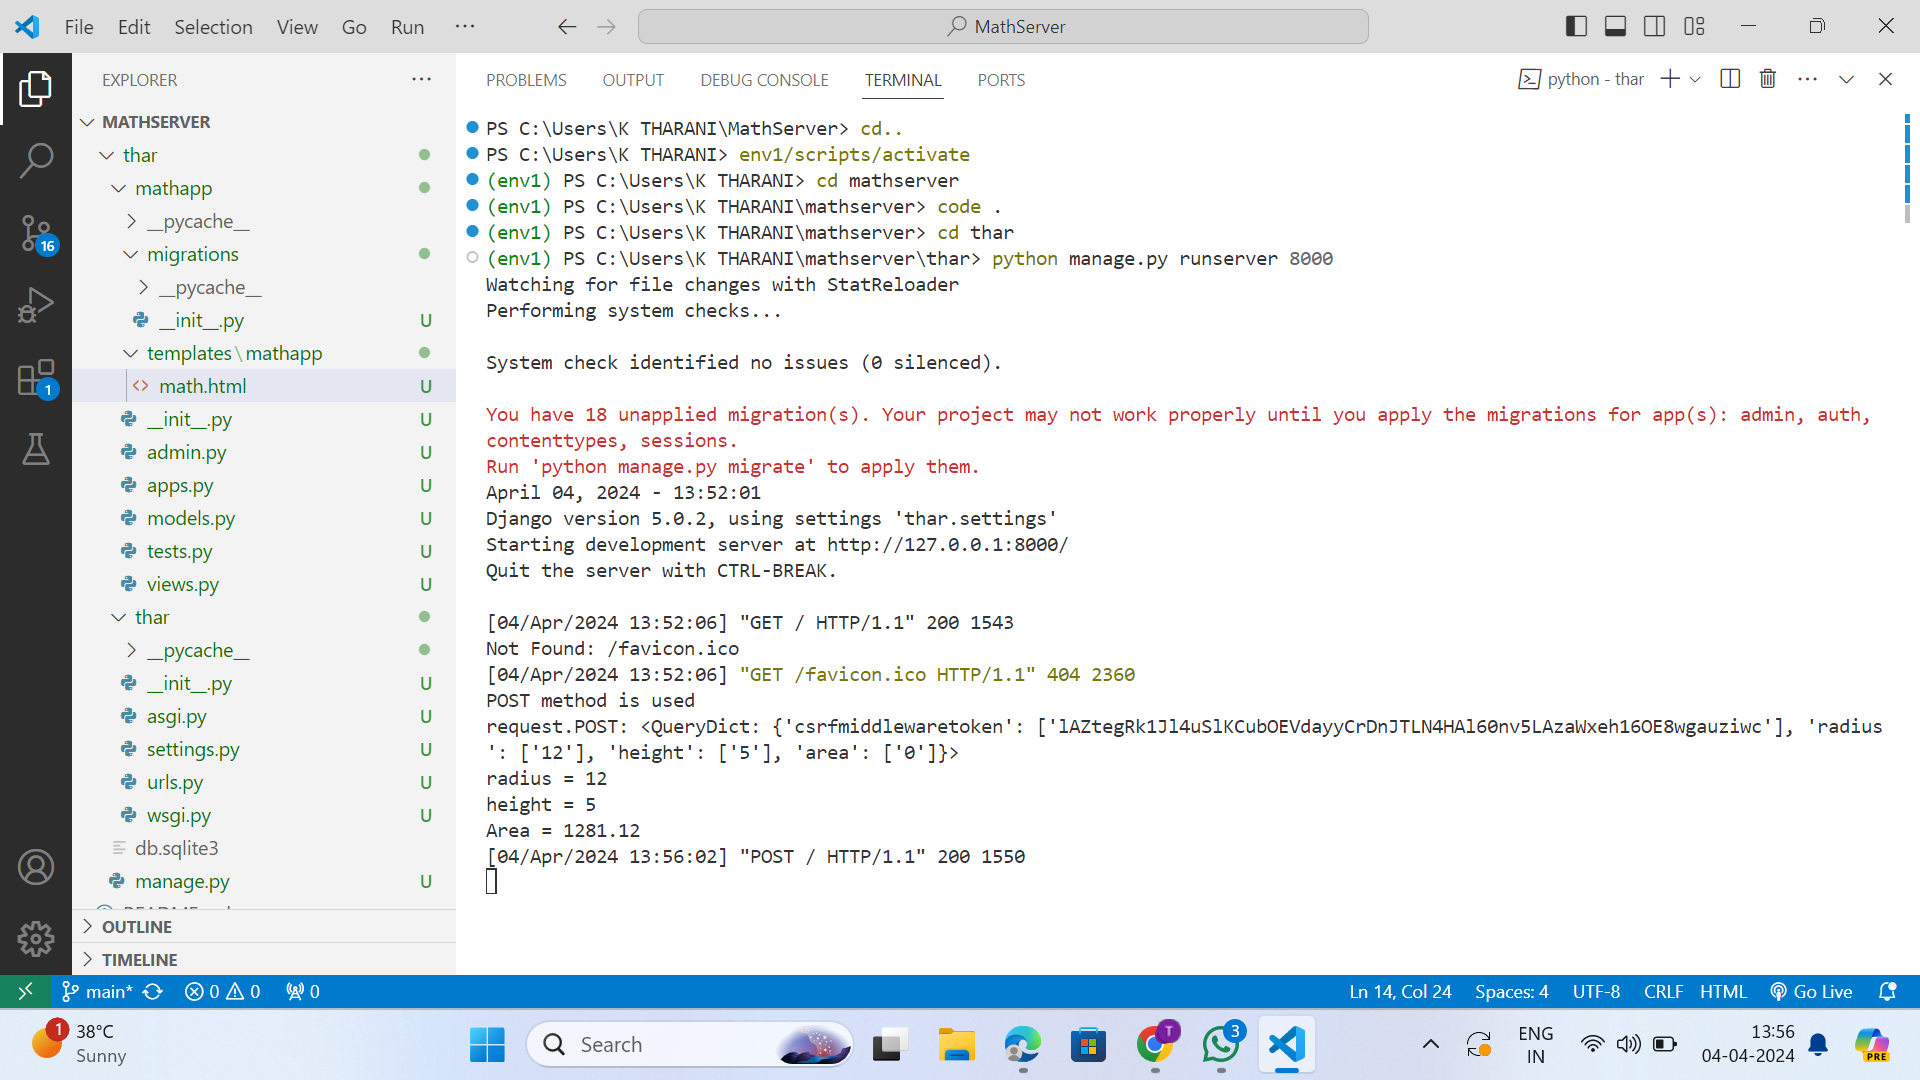 File Edit Selection View Go Run ···
MathServer
EXPLORER ···
MATHSERVER
thar
mathapp
__pycache__
migrations
__pycache__
__init__.py U
templates\mathapp
<> math.html U
__init__.py U
admin.py U
apps.py U
models.py U
tests.py U
views.py U
thar
__pycache__
__init__.py U
asgi.py U
settings.py U
urls.py U
wsgi.py U
db.sqlite3
manage.py U
OUTLINE
TIMELINE
16
1
PROBLEMS OUTPUT DEBUG CONSOLE TERMINAL PORTS
python - thar
PS C:\Users\K THARANI\MathServer> cd..
PS C:\Users\K THARANI> env1/scripts/activate
(env1) PS C:\Users\K THARANI> cd mathserver
(env1) PS C:\Users\K THARANI\mathserver> code .
(env1) PS C:\Users\K THARANI\mathserver> cd thar
(env1) PS C:\Users\K THARANI\mathserver\thar> python manage.py runserver 8000
Watching for file changes with StatReloader
Performing system checks...
System check identified no issues (0 silenced).
You have 18 unapplied migration(s). Your project may not work properly until you apply the migrations for app(s): admin, auth,
contenttypes, sessions.
Run 'python manage.py migrate' to apply them.
April 04, 2024 - 13:52:01
Django version 5.0.2, using settings 'thar.settings'
Starting development server at http://127.0.0.1:8000/
Quit the server with CTRL-BREAK.
[04/Apr/2024 13:52:06] "GET / HTTP/1.1" 200 1543
Not Found: /favicon.ico
[04/Apr/2024 13:52:06] "GET /favicon.ico HTTP/1.1" 404 2360
POST method is used
request.POST: <QueryDict: {'csrfmiddlewaretoken': ['lAZtegRk1Jl4uSlKCubOEVdayyCrDnJTLN4HAl60nv5LAzaWxeh16OE8wgauziwc'], 'radius
': ['12'], 'height': ['5'], 'area': ['0']}>
radius = 12
height = 5
Area = 1281.12
[04/Apr/2024 13:56:02] "POST / HTTP/1.1" 200 1550
main* 0 0 0
Ln 14, Col 24 Spaces: 4 UTF-8 CRLF HTML Go Live
1
38°C
Sunny
Search
T
3
ENG
IN
13:56
04-04-2024
PRE